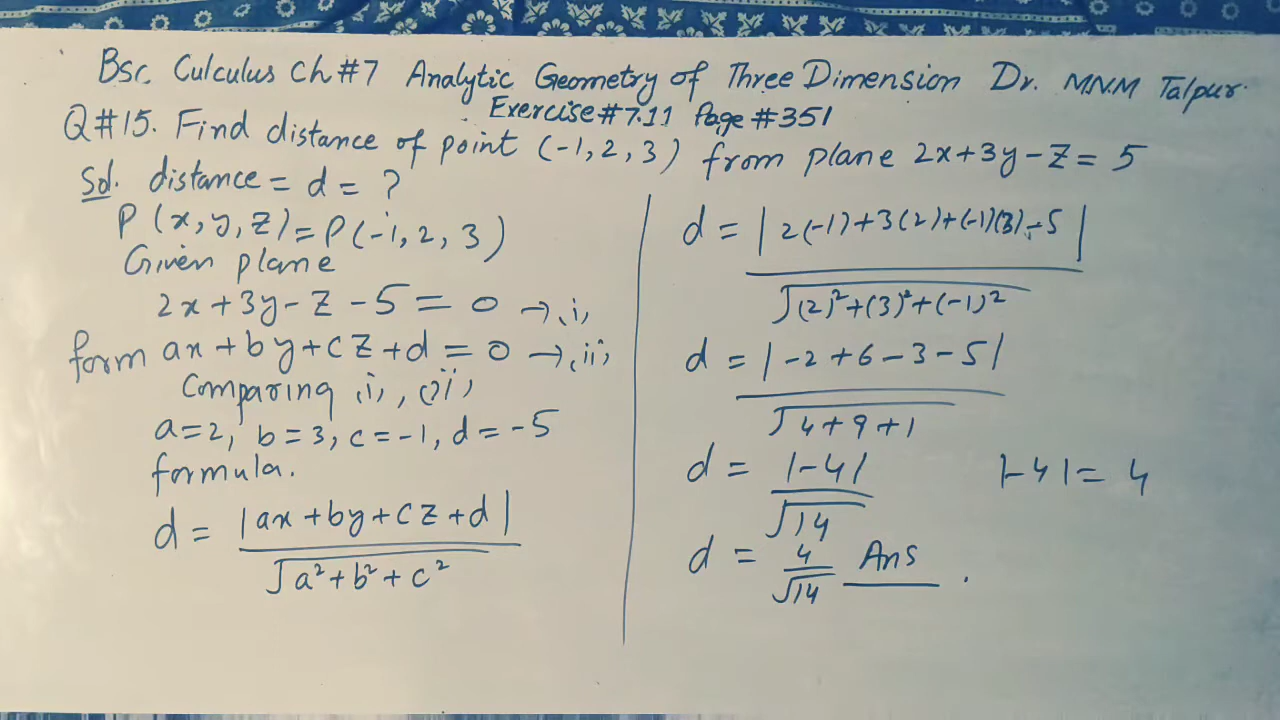 Bsc. Culculus Ch#7 Analytic Geometry of Three Dimension Dr. M.N.M Talpur.
Exercise#7.11 Page #351
Q#15. Find distance of point (-1,2,3) from plane 2x+3y-z=5
Sol. distance = d = ?
P(x,y,z)=P(-1,2,3)
Given plane
2x+3y-z-5=0 →(i)
form ax+by+cz+d=0 →(ii)
Comparing (i), (ii)
a=2, b=3, c=-1, d=-5
formula.
d = |ax+by+cz+d|
√a²+b²+c²
d = |2(-1)+3(2)+(-1)(3)-5|
√(2)²+(3)²+(-1)²
d = |-2+6-3-5|
√4+9+1
d = |-4| |-4|=4
√14
d = 4 Ans.
√14